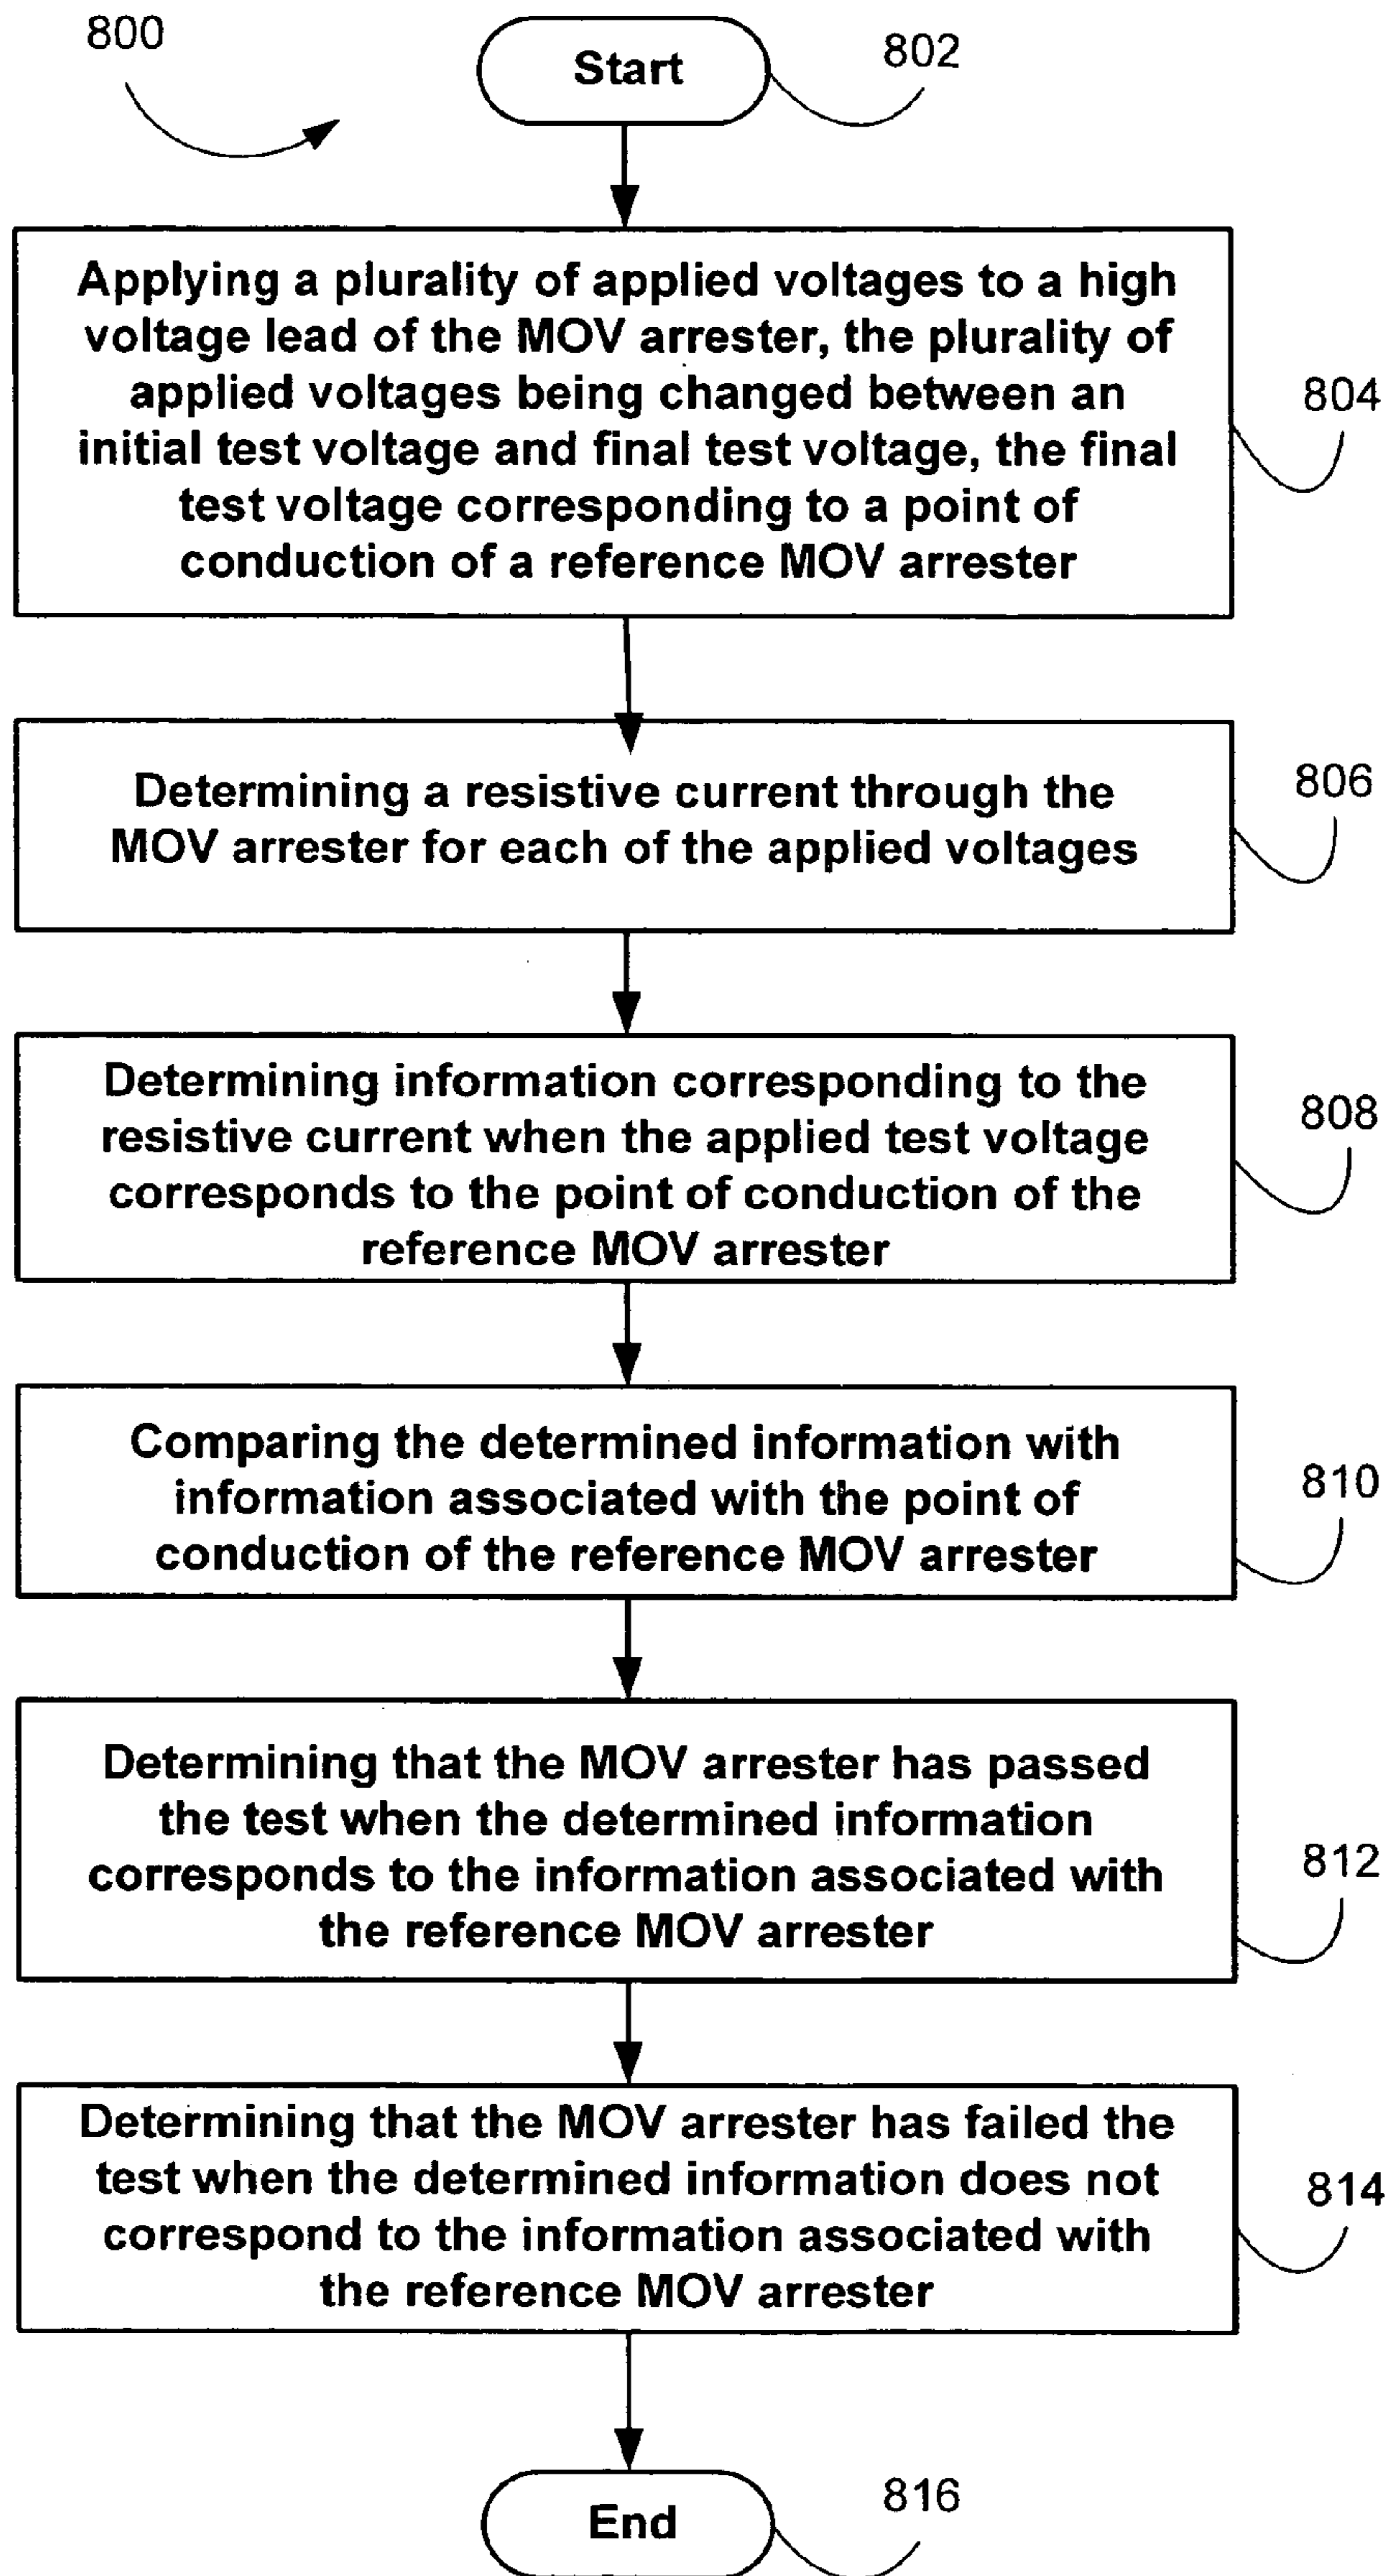 800
Start
802
Applying a plurality of applied voltages to a high
voltage lead of the MOV arrester, the plurality of
applied voltages being changed between an
initial test voltage and final test voltage, the final
test voltage corresponding to a point of
conduction of a reference MOV arrester
804
Determining a resistive current through the
MOV arrester for each of the applied voltages
806
Determining information corresponding to the
resistive current when the applied test voltage
corresponds to the point of conduction of the
reference MOV arrester
808
Comparing the determined information with
information associated with the point of
conduction of the reference MOV arrester
810
Determining that the MOV arrester has passed
the test when the determined information
corresponds to the information associated with
the reference MOV arrester
812
Determining that the MOV arrester has failed the
test when the determined information does not
correspond to the information associated with
the reference MOV arrester
814
End
816